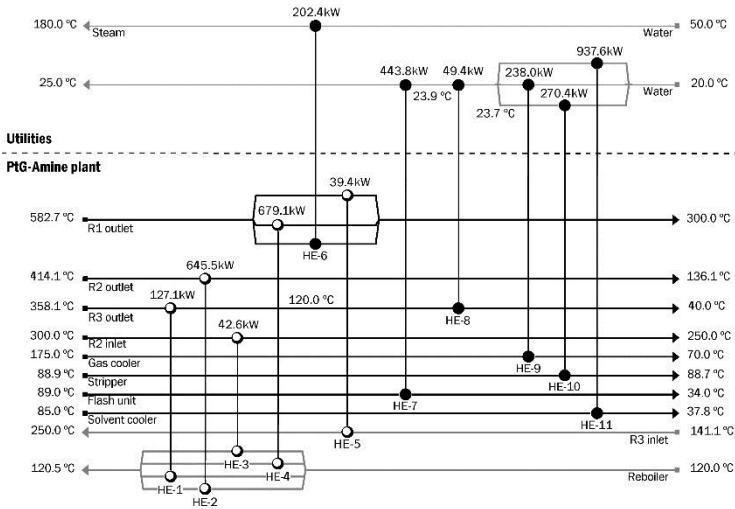 202.4kW
180.0 °C Steam Water 50.0 °C
937.6kW
443.8kW 49.4kW 238.0kW
25.0 °C 23.9 °C 270.4kW Water 20.0 °C
23.7 °C
Utilities
PtG-Amine plant
39.4kW
679.1kW
582.7 °C R1 outlet 300.0 °C
HE-6
645.5kW
414.1 °C R2 outlet 136.1 °C
127.1kW 120.0 °C
358.1 °C R3 outlet 40.0 °C
42.6kW HE-8
300.0 °C R2 inlet 250.0 °C
175.0 °C Gas cooler 70.0 °C
HE-9
88.9 °C Stripper HE-10 88.7 °C
89.0 °C Flash unit 34.0 °C
HE-7
85.0 °C Solvent cooler 37.8 °C
HE-11
250.0 °C HE-5 R3 inlet 141.1 °C
HE-3
120.5 °C HE-4 Reboiler 120.0 °C
HE-1
HE-2